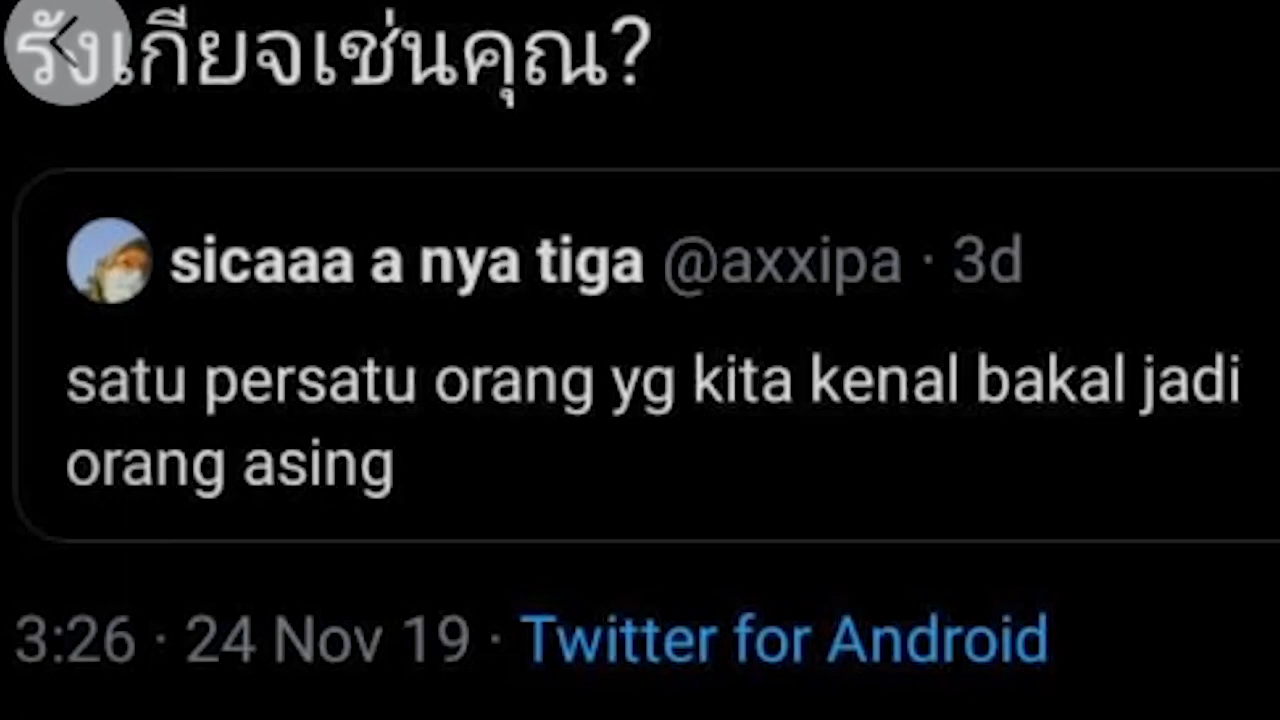 รังเกียจเช่นคุณ?
sicaaa a nya tiga @axxipa · 3d
satu persatu orang yg kita kenal bakal jadi
orang asing
3:26 · 24 Nov 19 · Twitter for Android